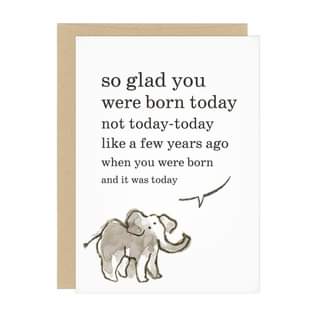 so glad you
were born today
not today-today
like a few years ago
when you were born
and it was today